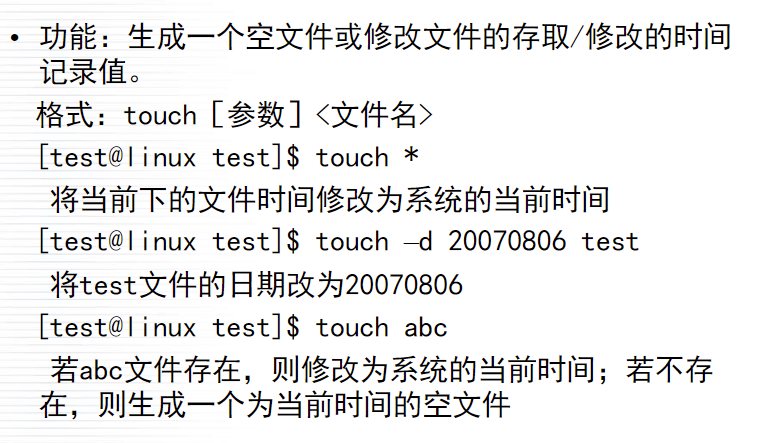 • 功能：生成一个空文件或修改文件的存取/修改的时间
记录值。
格式：touch［参数］<文件名>
[test@linux test]$ touch *
将当前下的文件时间修改为系统的当前时间
[test@linux test]$ touch –d 20070806 test
将test文件的日期改为20070806
[test@linux test]$ touch abc
若abc文件存在，则修改为系统的当前时间；若不存
在，则生成一个为当前时间的空文件